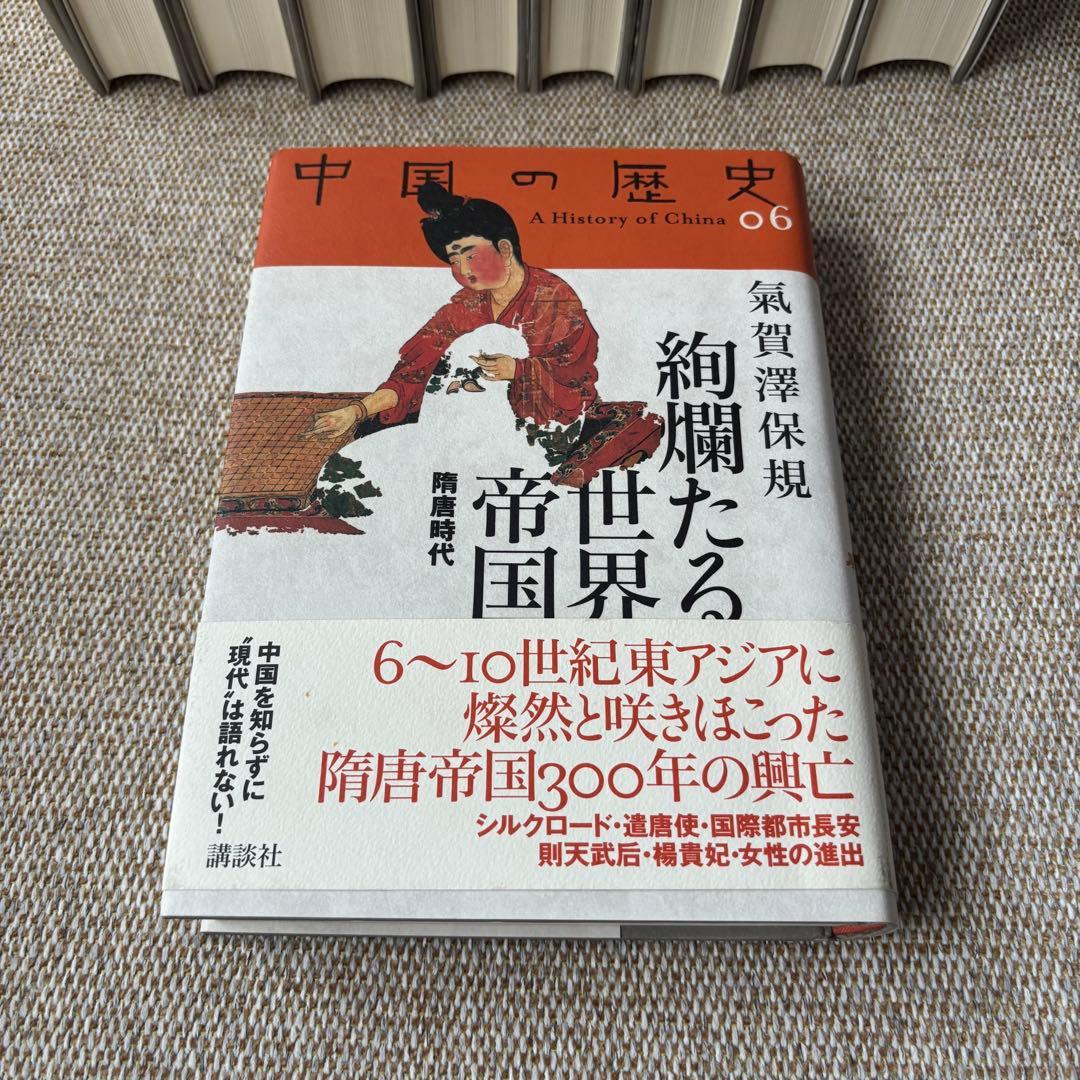 中国の歴史
A History of China 06
氣賀澤保規
絢爛たる
世界
帝国
隋唐時代
6〜10世紀東アジアに
燦然と咲きほこった
隋唐帝国300年の興亡
シルクロード・遣唐使・国際都市長安
則天武后・楊貴妃・女性の進出
中国を知らずに
〝現代〟は語れない!
講談社